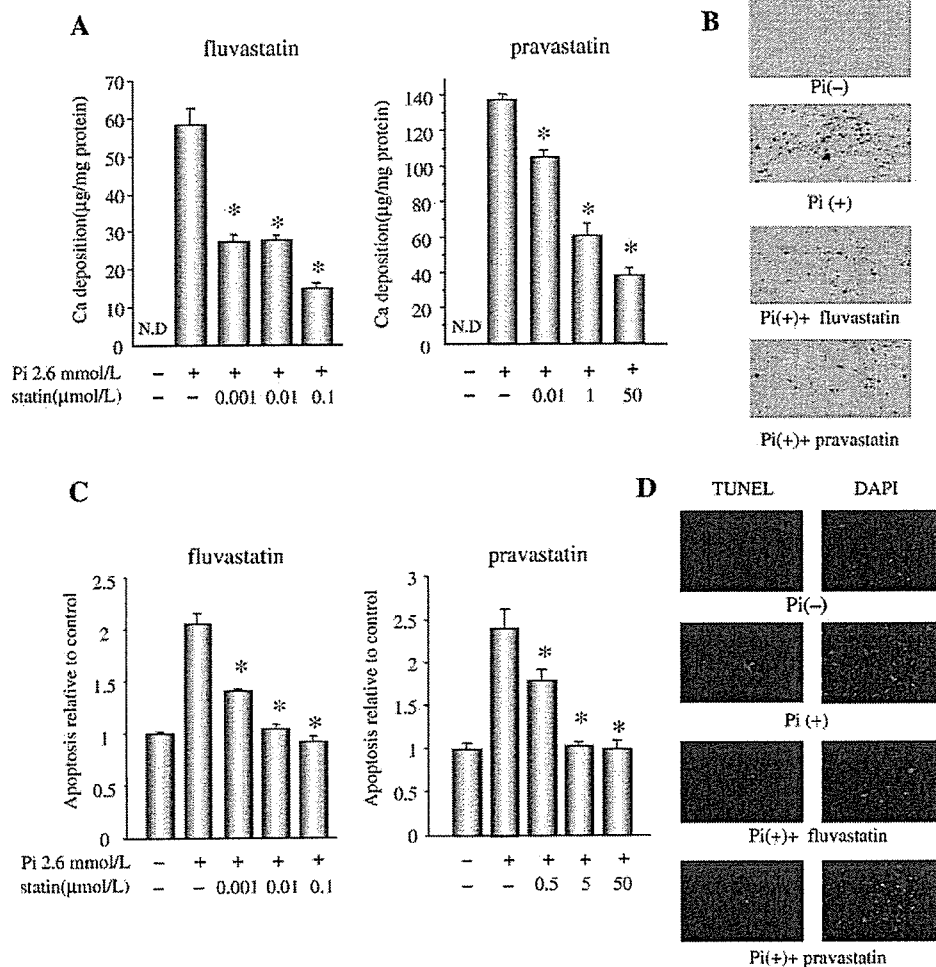 A
fluvastatin
Ca deposition(μg/mg protein)
70
60
50
40
30
20
10
0
N.D
*
*
*
Pi 2.6 mmol/L – + + + +
statin(μmol/L) – – 0.001 0.01 0.1
pravastatin
Ca deposition(μg/mg protein)
140
120
100
80
60
40
20
0
N.D
*
*
*
– + + + +
– – 0.01 1 50
B
Pi(–)
Pi (+)
Pi(+)+ fluvastatin
Pi(+)+ pravastatin
C
fluvastatin
Apoptosis relative to control
2.5
2
1.5
1
0.5
0
*
*
*
Pi 2.6 mmol/L – + + + +
statin(μmol/L) – – 0.001 0.01 0.1
pravastatin
Apoptosis relative to control
3
2.5
2
1.5
1
0.5
0
*
*
*
– + + + +
– – 0.5 5 50
D
TUNEL DAPI
Pi(–)
Pi (+)
Pi(+)+ fluvastatin
Pi(+)+ pravastatin